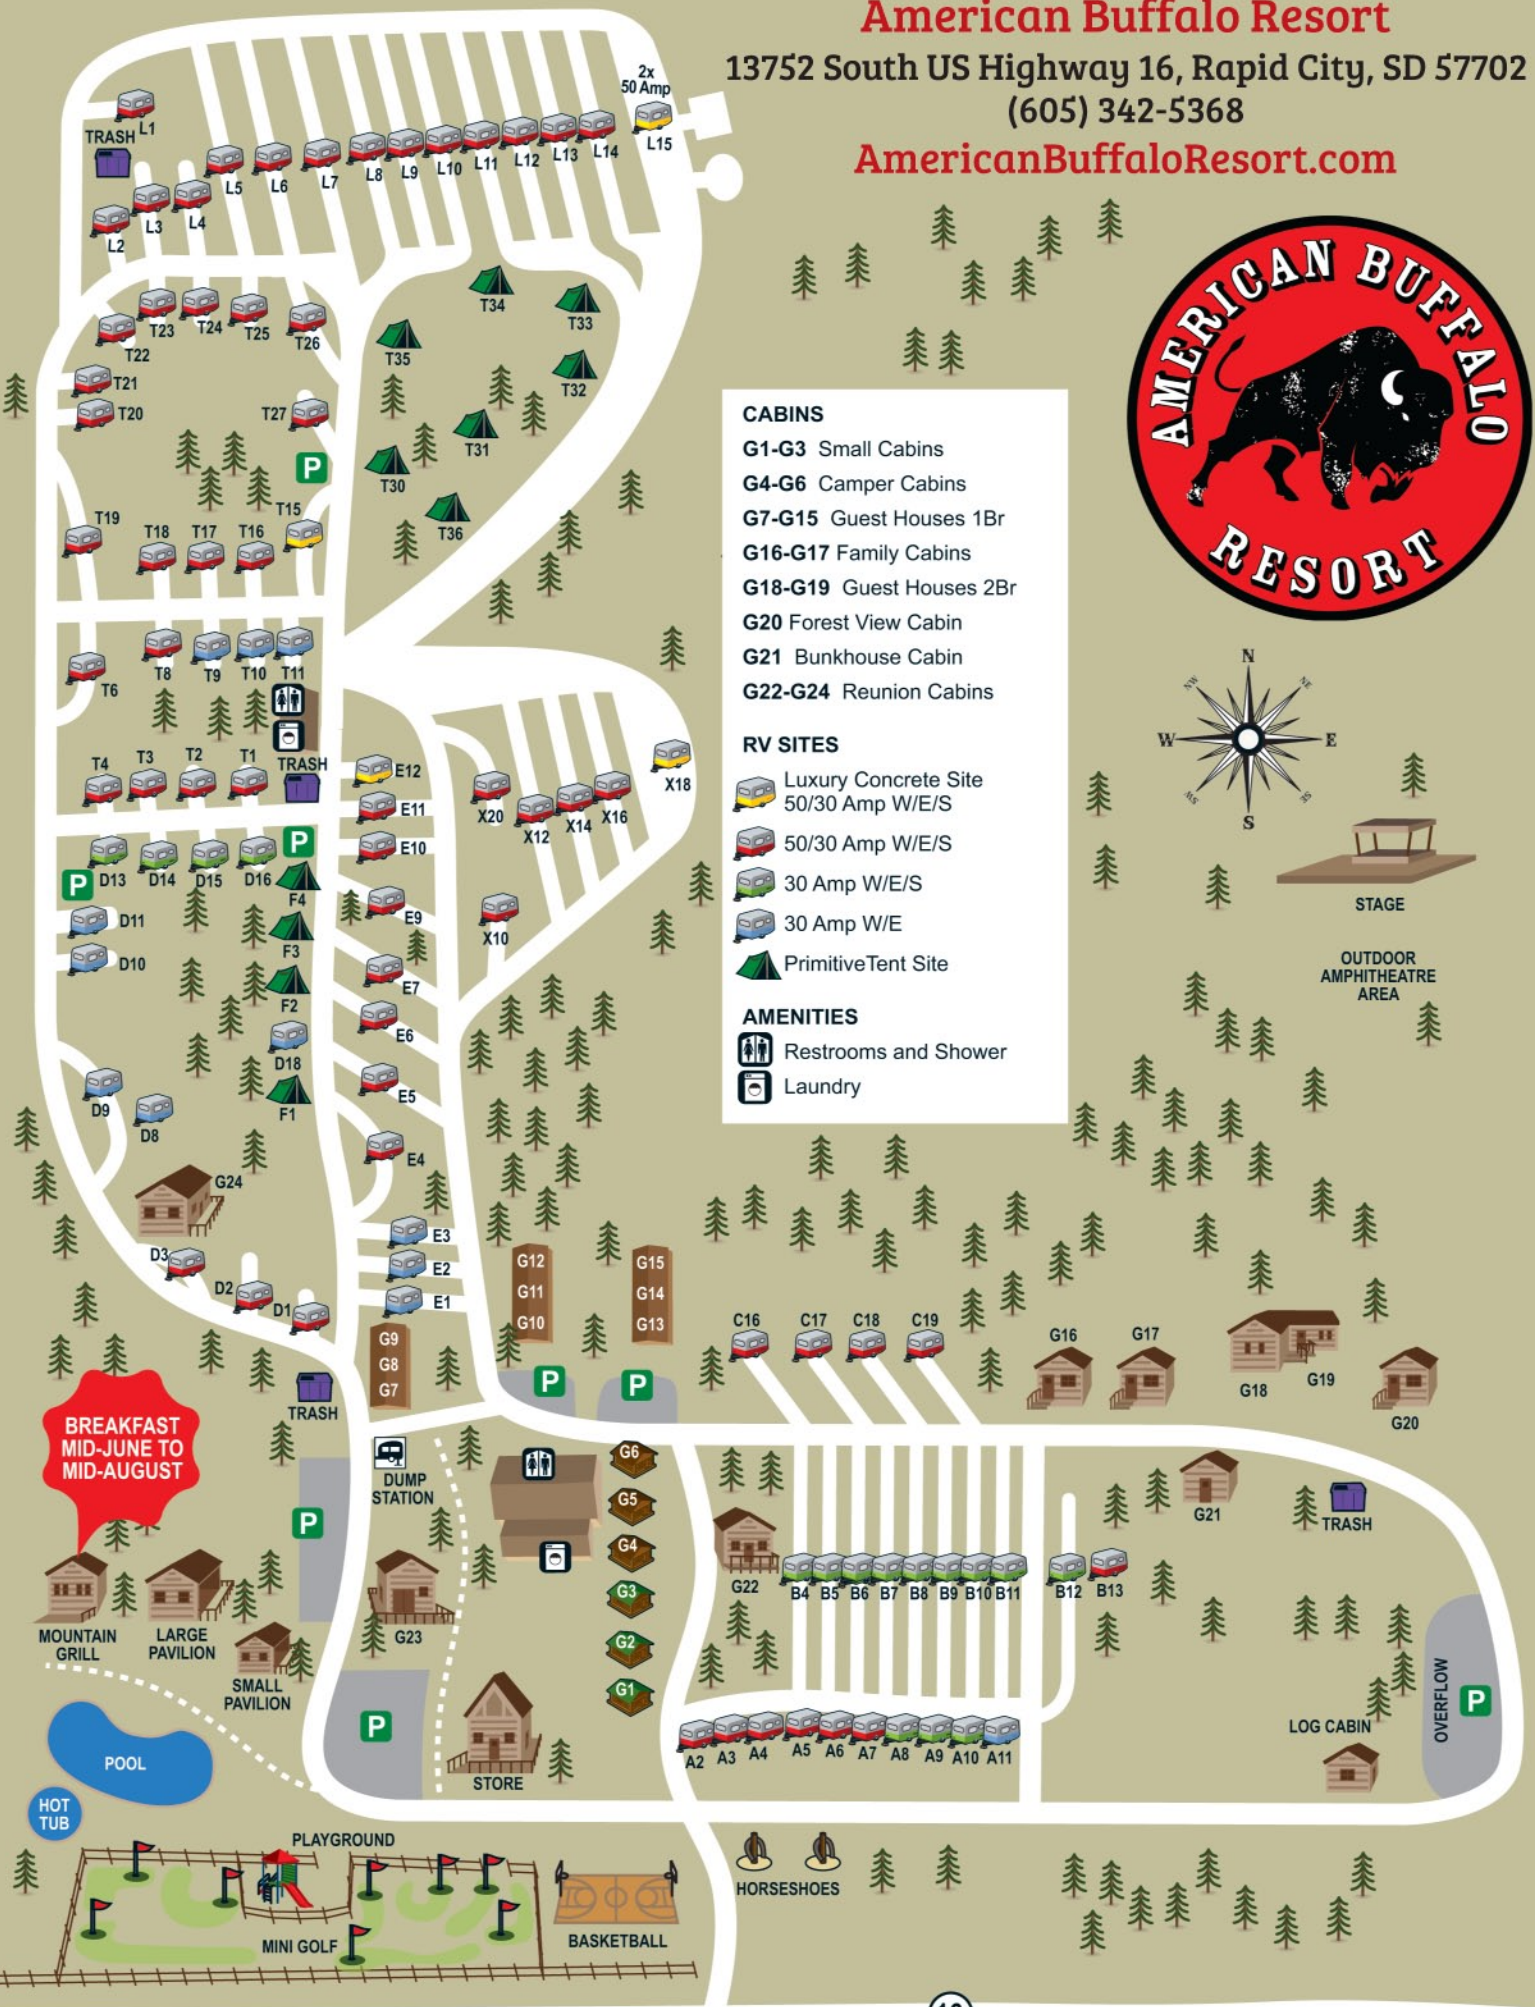 American Buffalo Resort
13752 South US Highway 16, Rapid City, SD 57702
(605) 342-5368
AmericanBuffaloResort.com
AMERICAN BUFFALO
RESORT
2x
50 Amp
L1
TRASH
L2
L3
L4
L5
L6
L7
L8
L9
L10
L11
L12
L13
L14
L15
T34
T33
T35
T32
T31
T30
T36
T23
T24
T25
T26
T22
T21
T20
T27
P
T15
T19
T18
T17
T16
T8
T9
T10
T11
T6
T4
T3
T2
T1
TRASH
E12
E11
E10
E9
E7
E6
E5
E4
E3
E2
E1
X20
X12
X14
X16
X18
X10
P
D13
D14
D15
D16
P
F4
D11
F3
D10
F2
D18
F1
D9
D8
G24
D3
D2
D1
CABINS
G1-G3 Small Cabins
G4-G6 Camper Cabins
G7-G15 Guest Houses 1Br
G16-G17 Family Cabins
G18-G19 Guest Houses 2Br
G20 Forest View Cabin
G21 Bunkhouse Cabin
G22-G24 Reunion Cabins
RV SITES
Luxury Concrete Site
50/30 Amp W/E/S
50/30 Amp W/E/S
30 Amp W/E/S
30 Amp W/E
PrimitiveTent Site
AMENITIES
Restrooms and Shower
Laundry
N
NE
E
SE
S
SW
W
NW
STAGE
OUTDOOR
AMPHITHEATRE
AREA
G12
G11
G10
G15
G14
G13
G9
G8
G7
P
P
TRASH
C16
C17
C18
C19
G16
G17
G18
G19
G20
BREAKFAST
MID-JUNE TO
MID-AUGUST
DUMP
STATION
P
G6
G5
G4
G3
G2
G1
G22
B4
B5
B6
B7
B8
B9
B10
B11
B12
B13
G21
TRASH
MOUNTAIN
GRILL
LARGE
PAVILION
SMALL
PAVILION
G23
P
STORE
A2
A3
A4
A5
A6
A7
A8
A9
A10
A11
LOG CABIN
OVERFLOW
P
POOL
HOT
TUB
PLAYGROUND
MINI GOLF
BASKETBALL
HORSESHOES